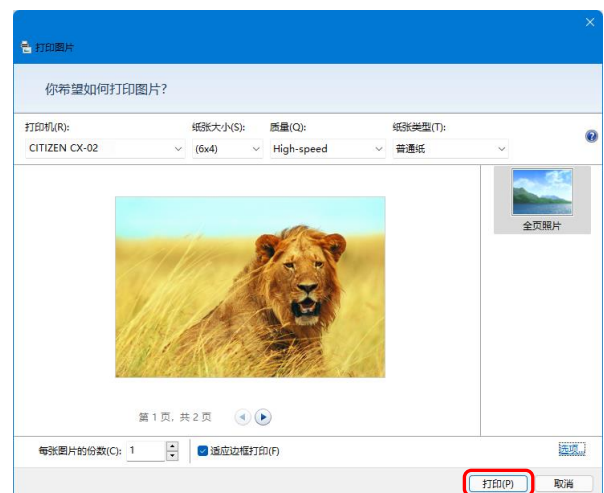 打印图片
你希望如何打印图片?
打印机(R): 纸张大小(S): 质量(Q): 纸张类型(T):
CITIZEN CX-02 (6x4) High-speed 普通纸
全页照片
第 1 页, 共 2 页
每张图片的份数(C): 1 适应边框打印(F) 选项...
打印(P) 取消